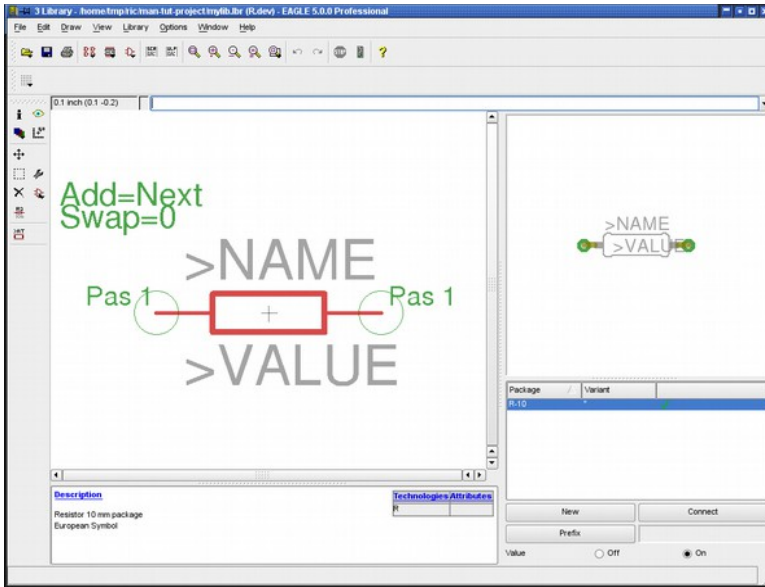 3 Library - /home/tmp/ric/man-tut-project/mylib.lbr (R.dev) - EAGLE 5.0.0 Professional
File Edit Draw View Library Options Window Help
0.1 inch (0.1 -0.2)
Add=Next
Swap=0
>NAME
Pas 1 Pas 1
>VALUE
>NAME
>VALUE
Package Variant
R-10 "
Description
Resistor 10 mm package
European Symbol
Technologies Attributes
R
New Connect
Prefix
Value Off On